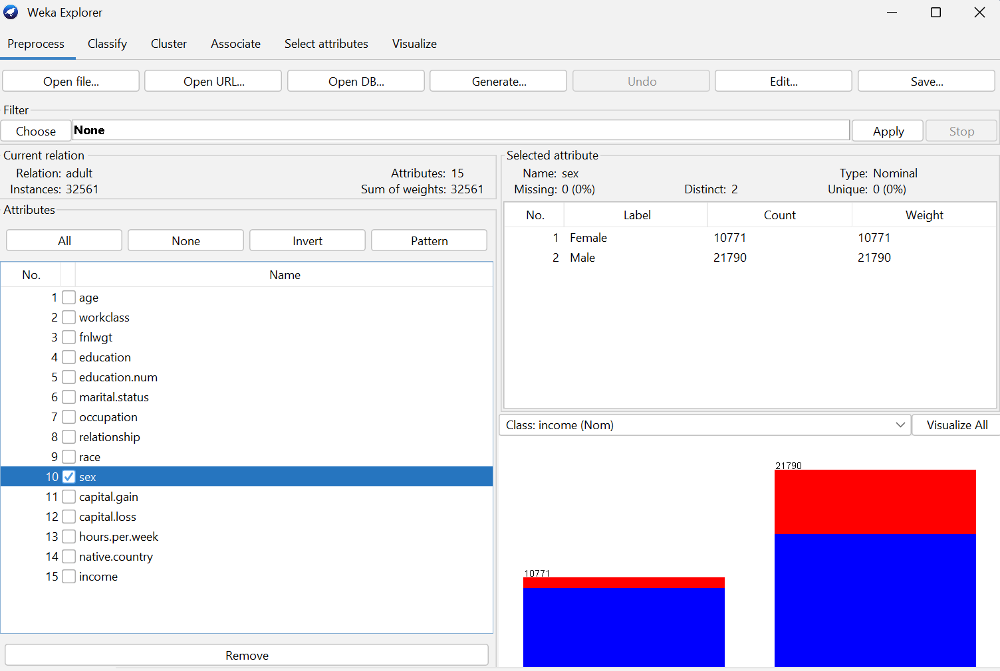 Weka Explorer
Preprocess Classify Cluster Associate Select attributes Visualize
Open file... Open URL... Open DB... Generate... Undo Edit... Save...
Filter
Choose None Apply Stop
Current relation
Relation: adult Attributes: 15
Instances: 32561 Sum of weights: 32561
Attributes
All None Invert Pattern
No. Name
1 age
2 workclass
3 fnlwgt
4 education
5 education.num
6 marital.status
7 occupation
8 relationship
9 race
10 sex
11 capital.gain
12 capital.loss
13 hours.per.week
14 native.country
15 income
Remove
Selected attribute
Name: sex Type: Nominal
Missing: 0 (0%) Distinct: 2 Unique: 0 (0%)
No. Label Count Weight
1 Female 10771 10771
2 Male 21790 21790
Class: income (Nom) Visualize All
21790
10771